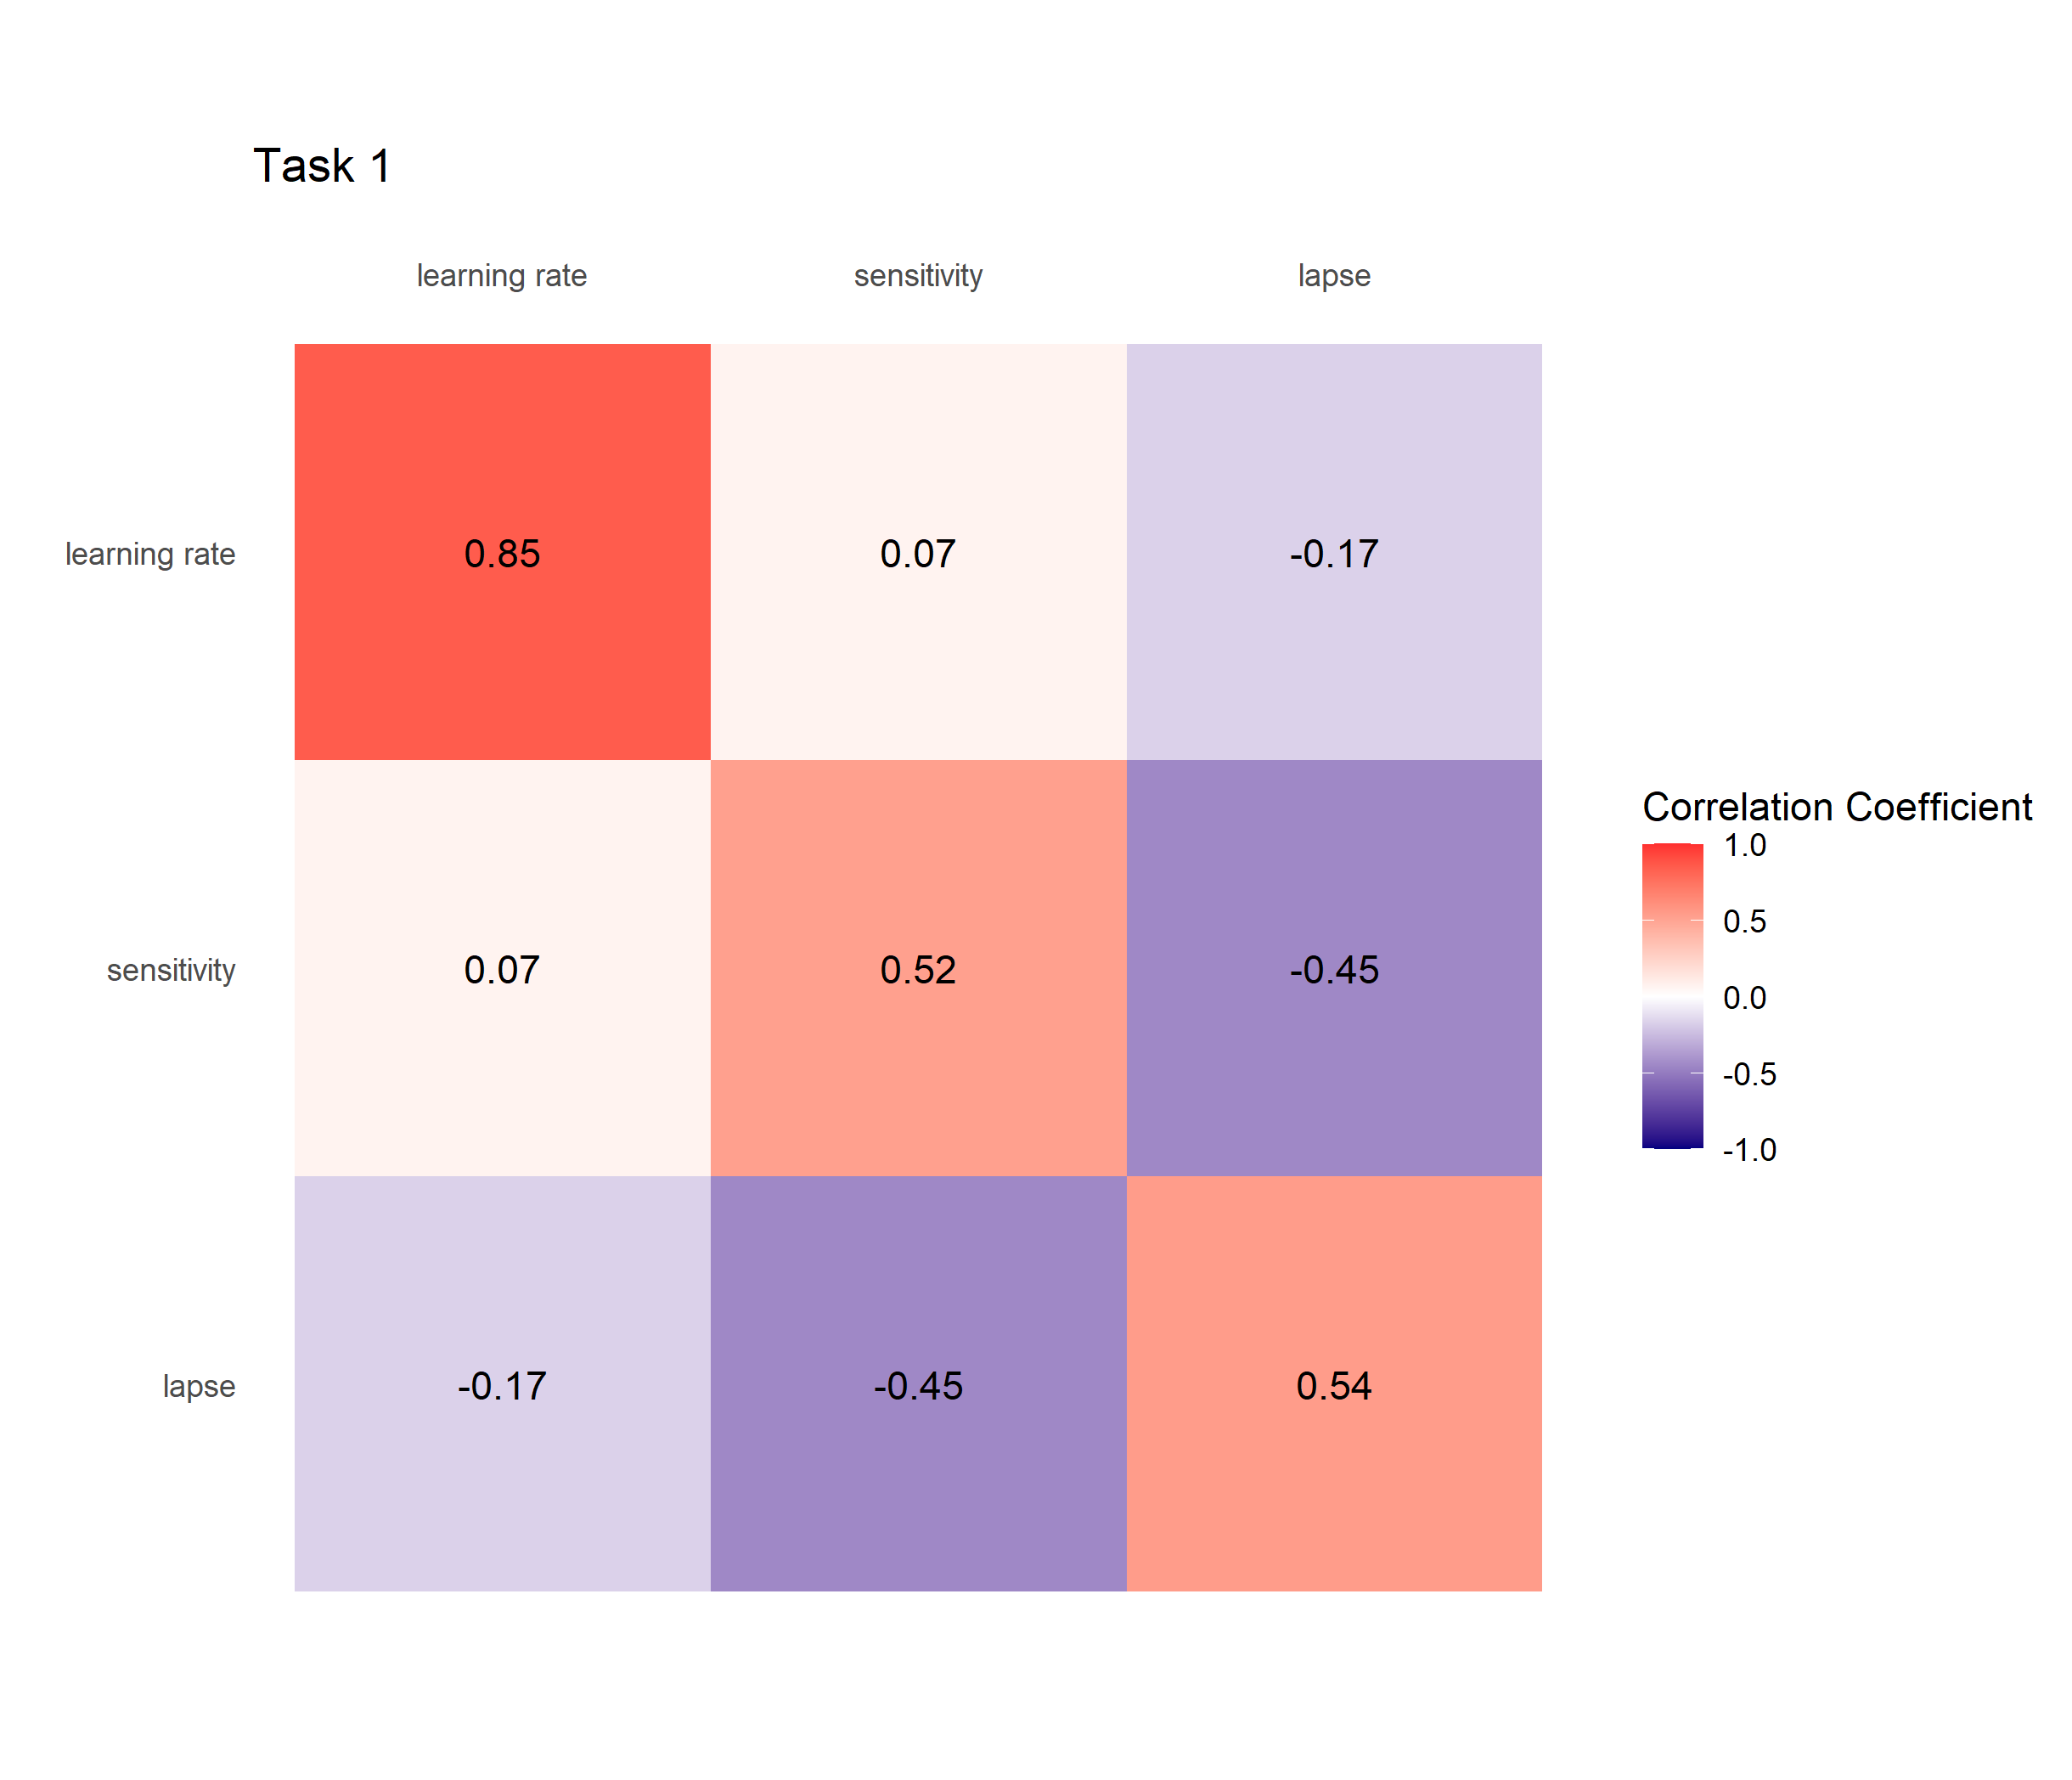 Task 1
learning rate sensitivity lapse
learning rate 0.85 0.07 -0.17
sensitivity 0.07 0.52 -0.45
lapse -0.17 -0.45 0.54
Correlation Coefficient
1.0
0.5
0.0
-0.5
-1.0